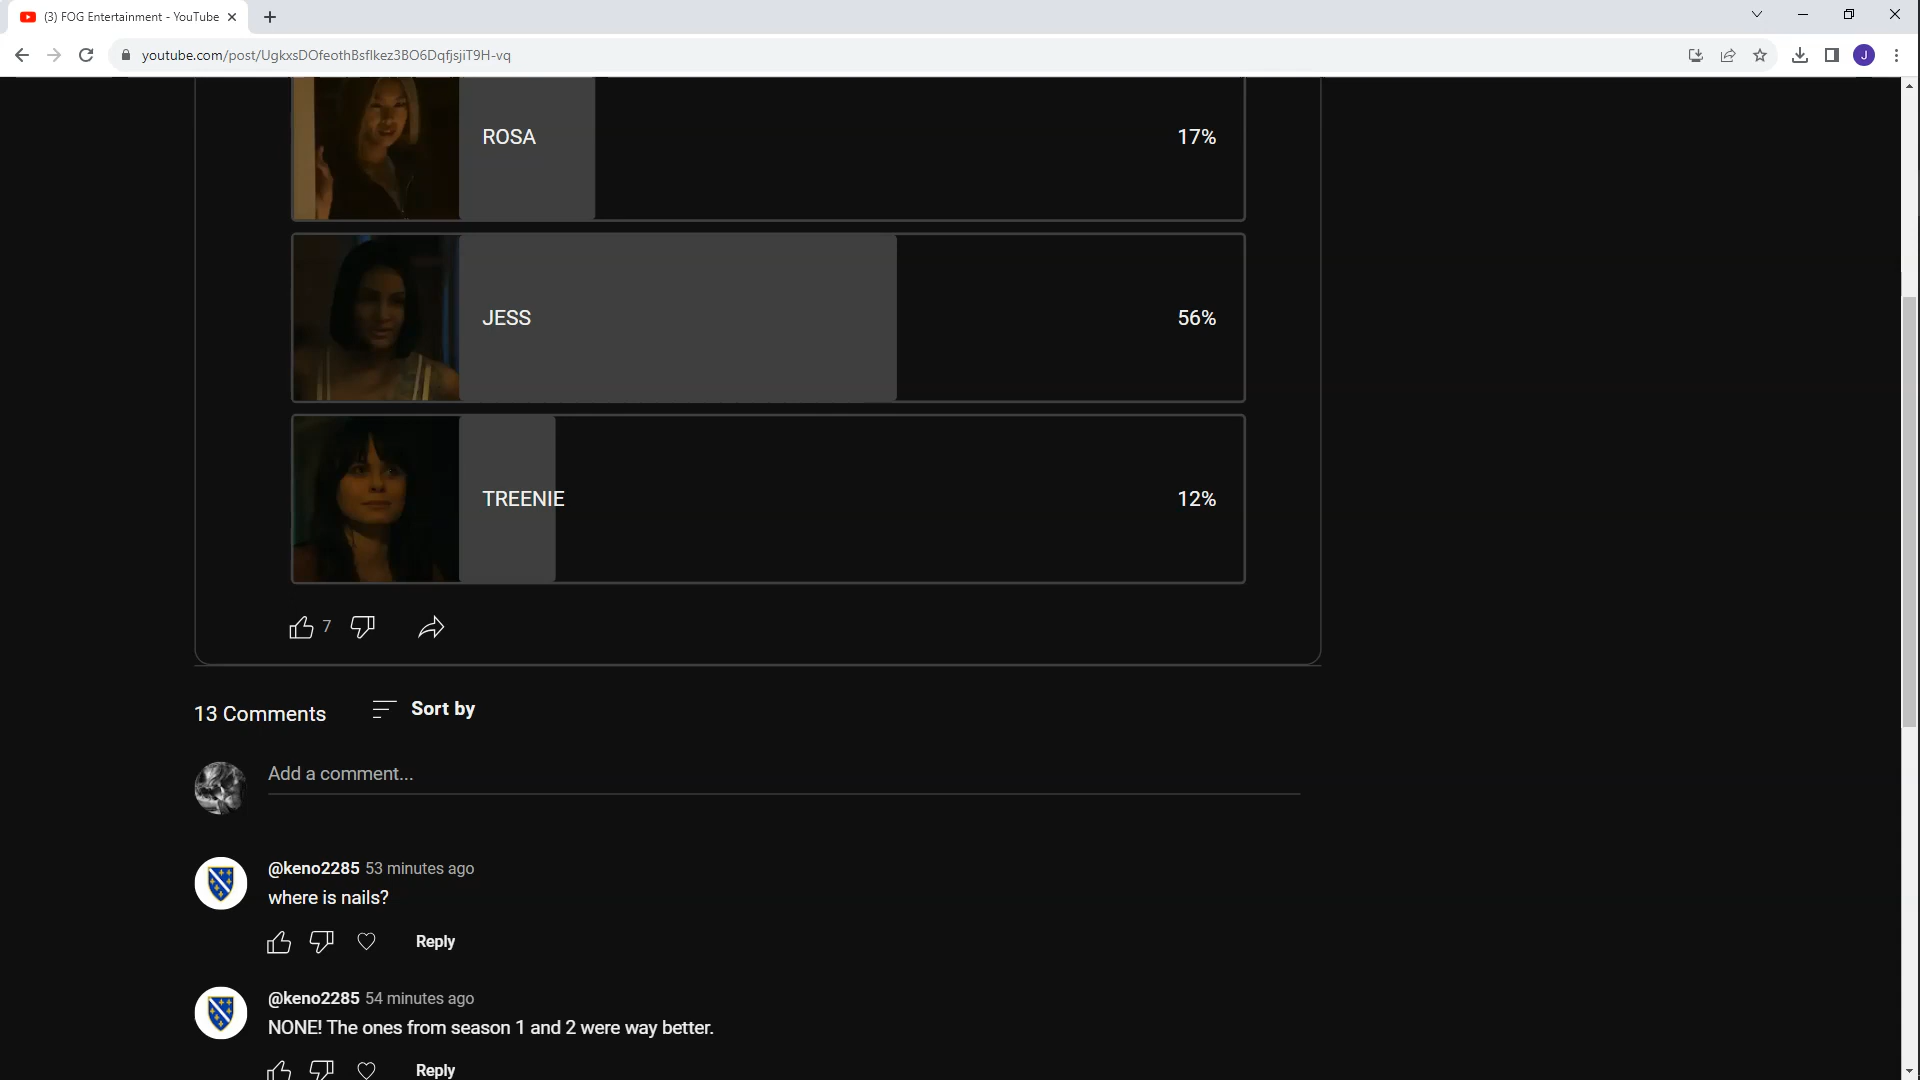 (3) FOG Entertainment - YouTube
youtube.com/post/UgkxsDOfeothBsflkez3BO6DqfjsjiT9H-vq
J
ROSA 17%
JESS 56%
TREENIE 12%
7
13 Comments Sort by
Add a comment...
@keno2285 53 minutes ago
where is nails?
Reply
@keno2285 54 minutes ago
NONE! The ones from season 1 and 2 were way better.
Reply